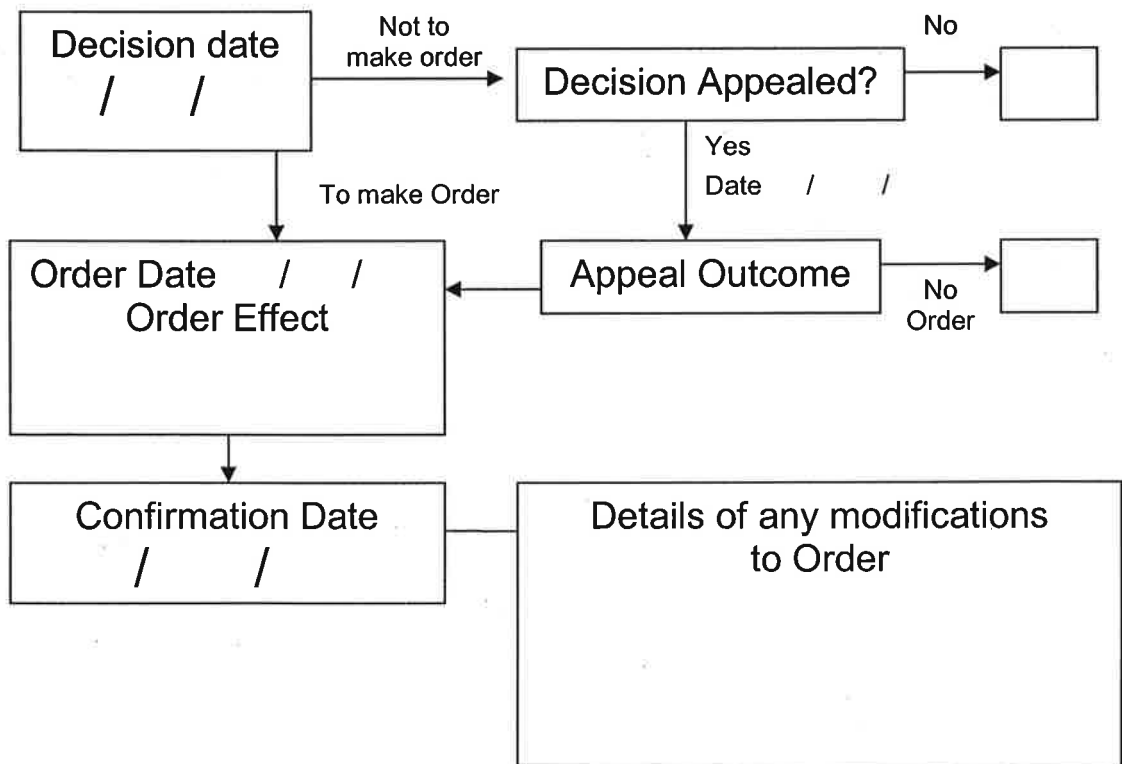 Decision date
/ /
Not to
make order
Decision Appealed?
No
Yes
Date / /
To make Order
Order Date / /
Order Effect
Appeal Outcome
No
Order
Confirmation Date
/ /
Details of any modifications
to Order